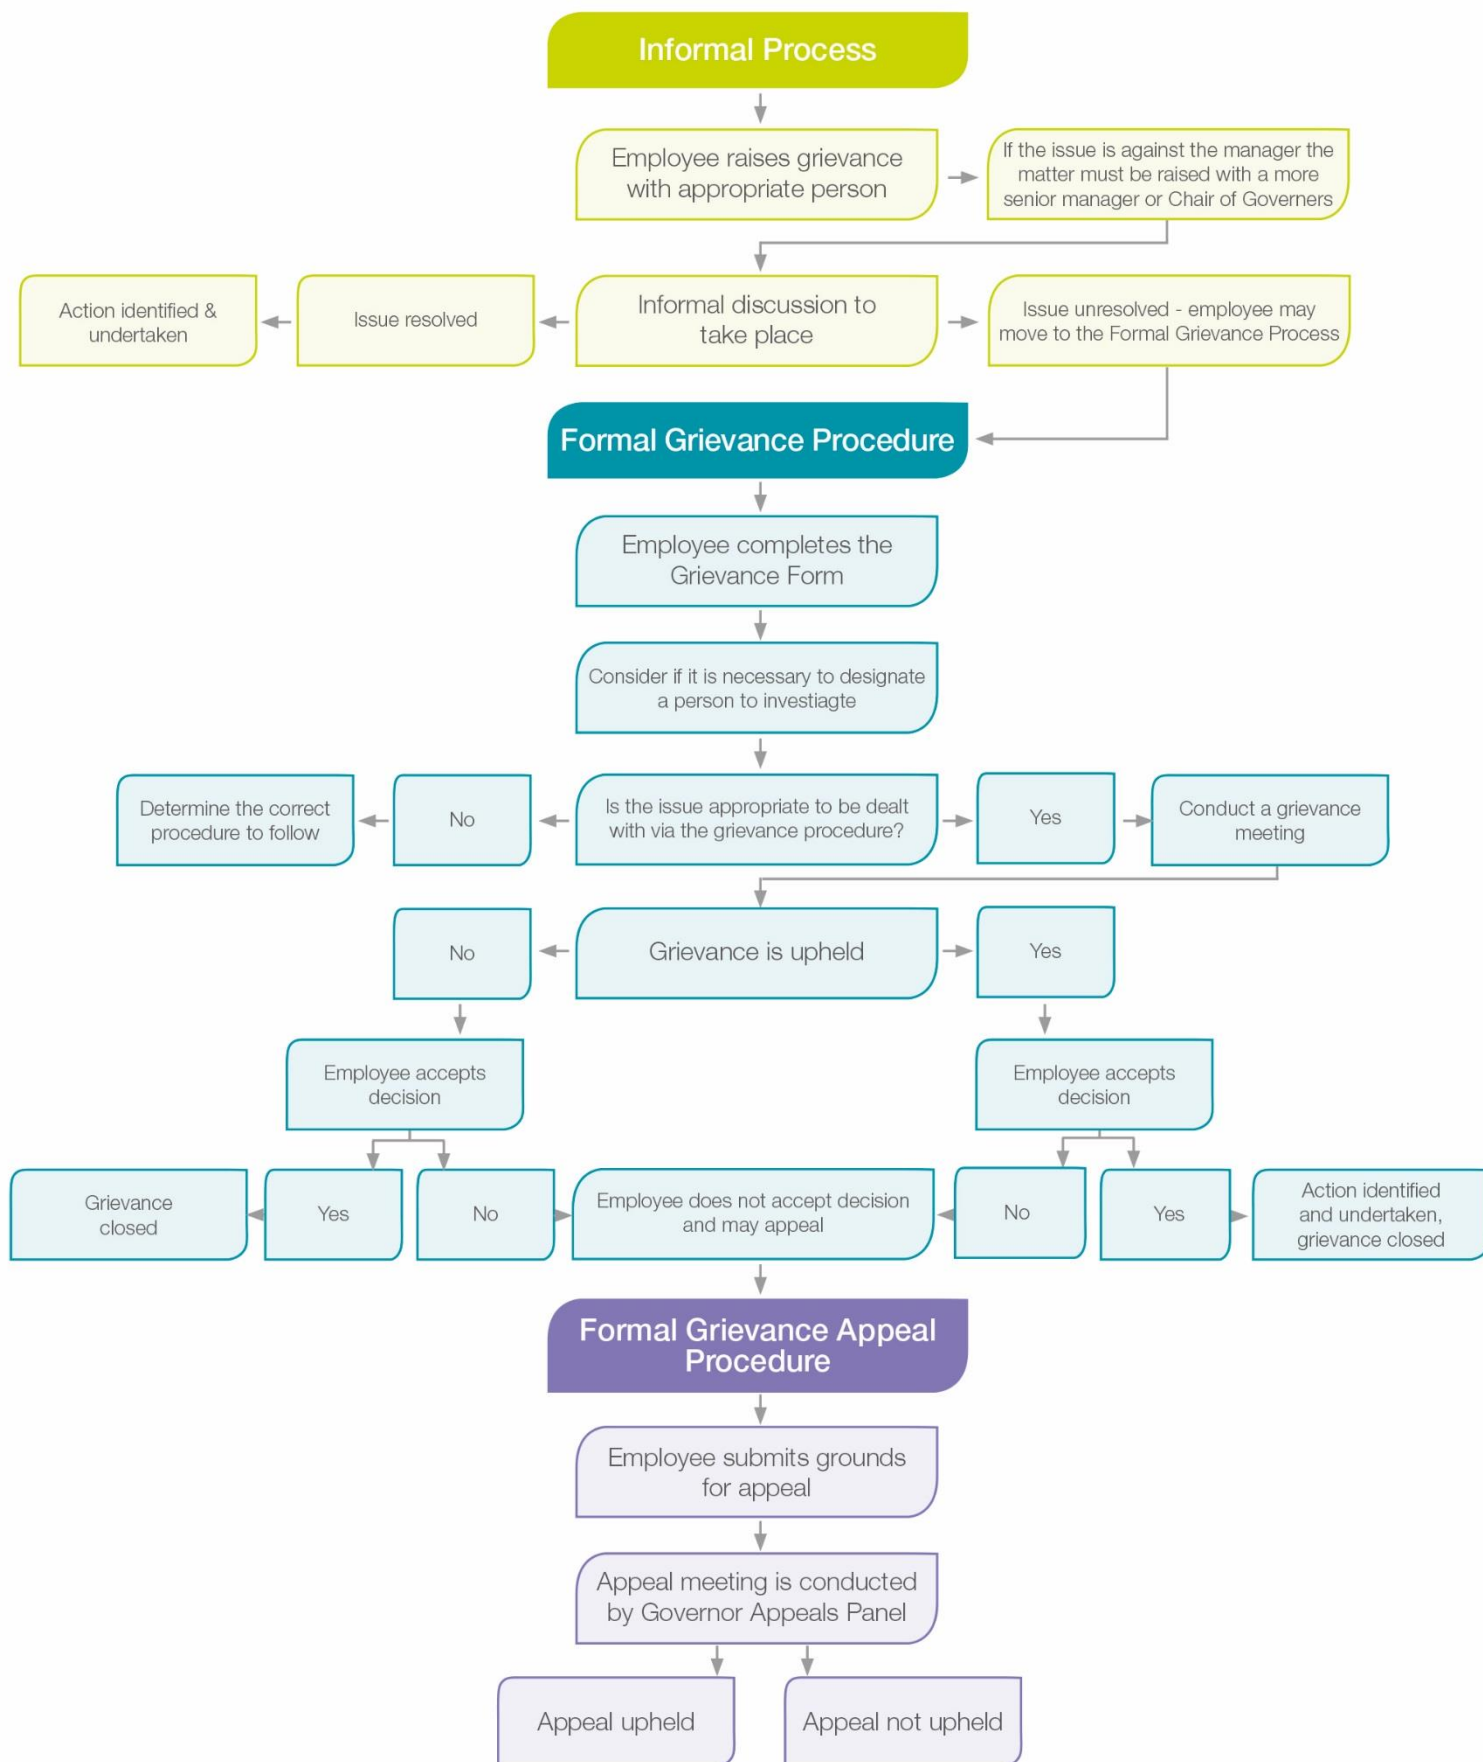 Informal Process
Employee raises grievance
with appropriate person
If the issue is against the manager the
matter must be raised with a more
senior manager or Chair of Governers
Action identified &
undertaken
Issue resolved
Informal discussion to
take place
Issue unresolved - employee may
move to the Formal Grievance Process
Formal Grievance Procedure
Employee completes the
Grievance Form
Consider if it is necessary to designate
a person to investiagte
Determine the correct
procedure to follow
No
Is the issue appropriate to be dealt
with via the grievance procedure?
Yes
Conduct a grievance
meeting
No
Grievance is upheld
Yes
Employee accepts
decision
Employee accepts
decision
Grievance
closed
Yes
No
Employee does not accept decision
and may appeal
No
Yes
Action identified
and undertaken,
grievance closed
Formal Grievance Appeal
Procedure
Employee submits grounds
for appeal
Appeal meeting is conducted
by Governor Appeals Panel
Appeal upheld
Appeal not upheld